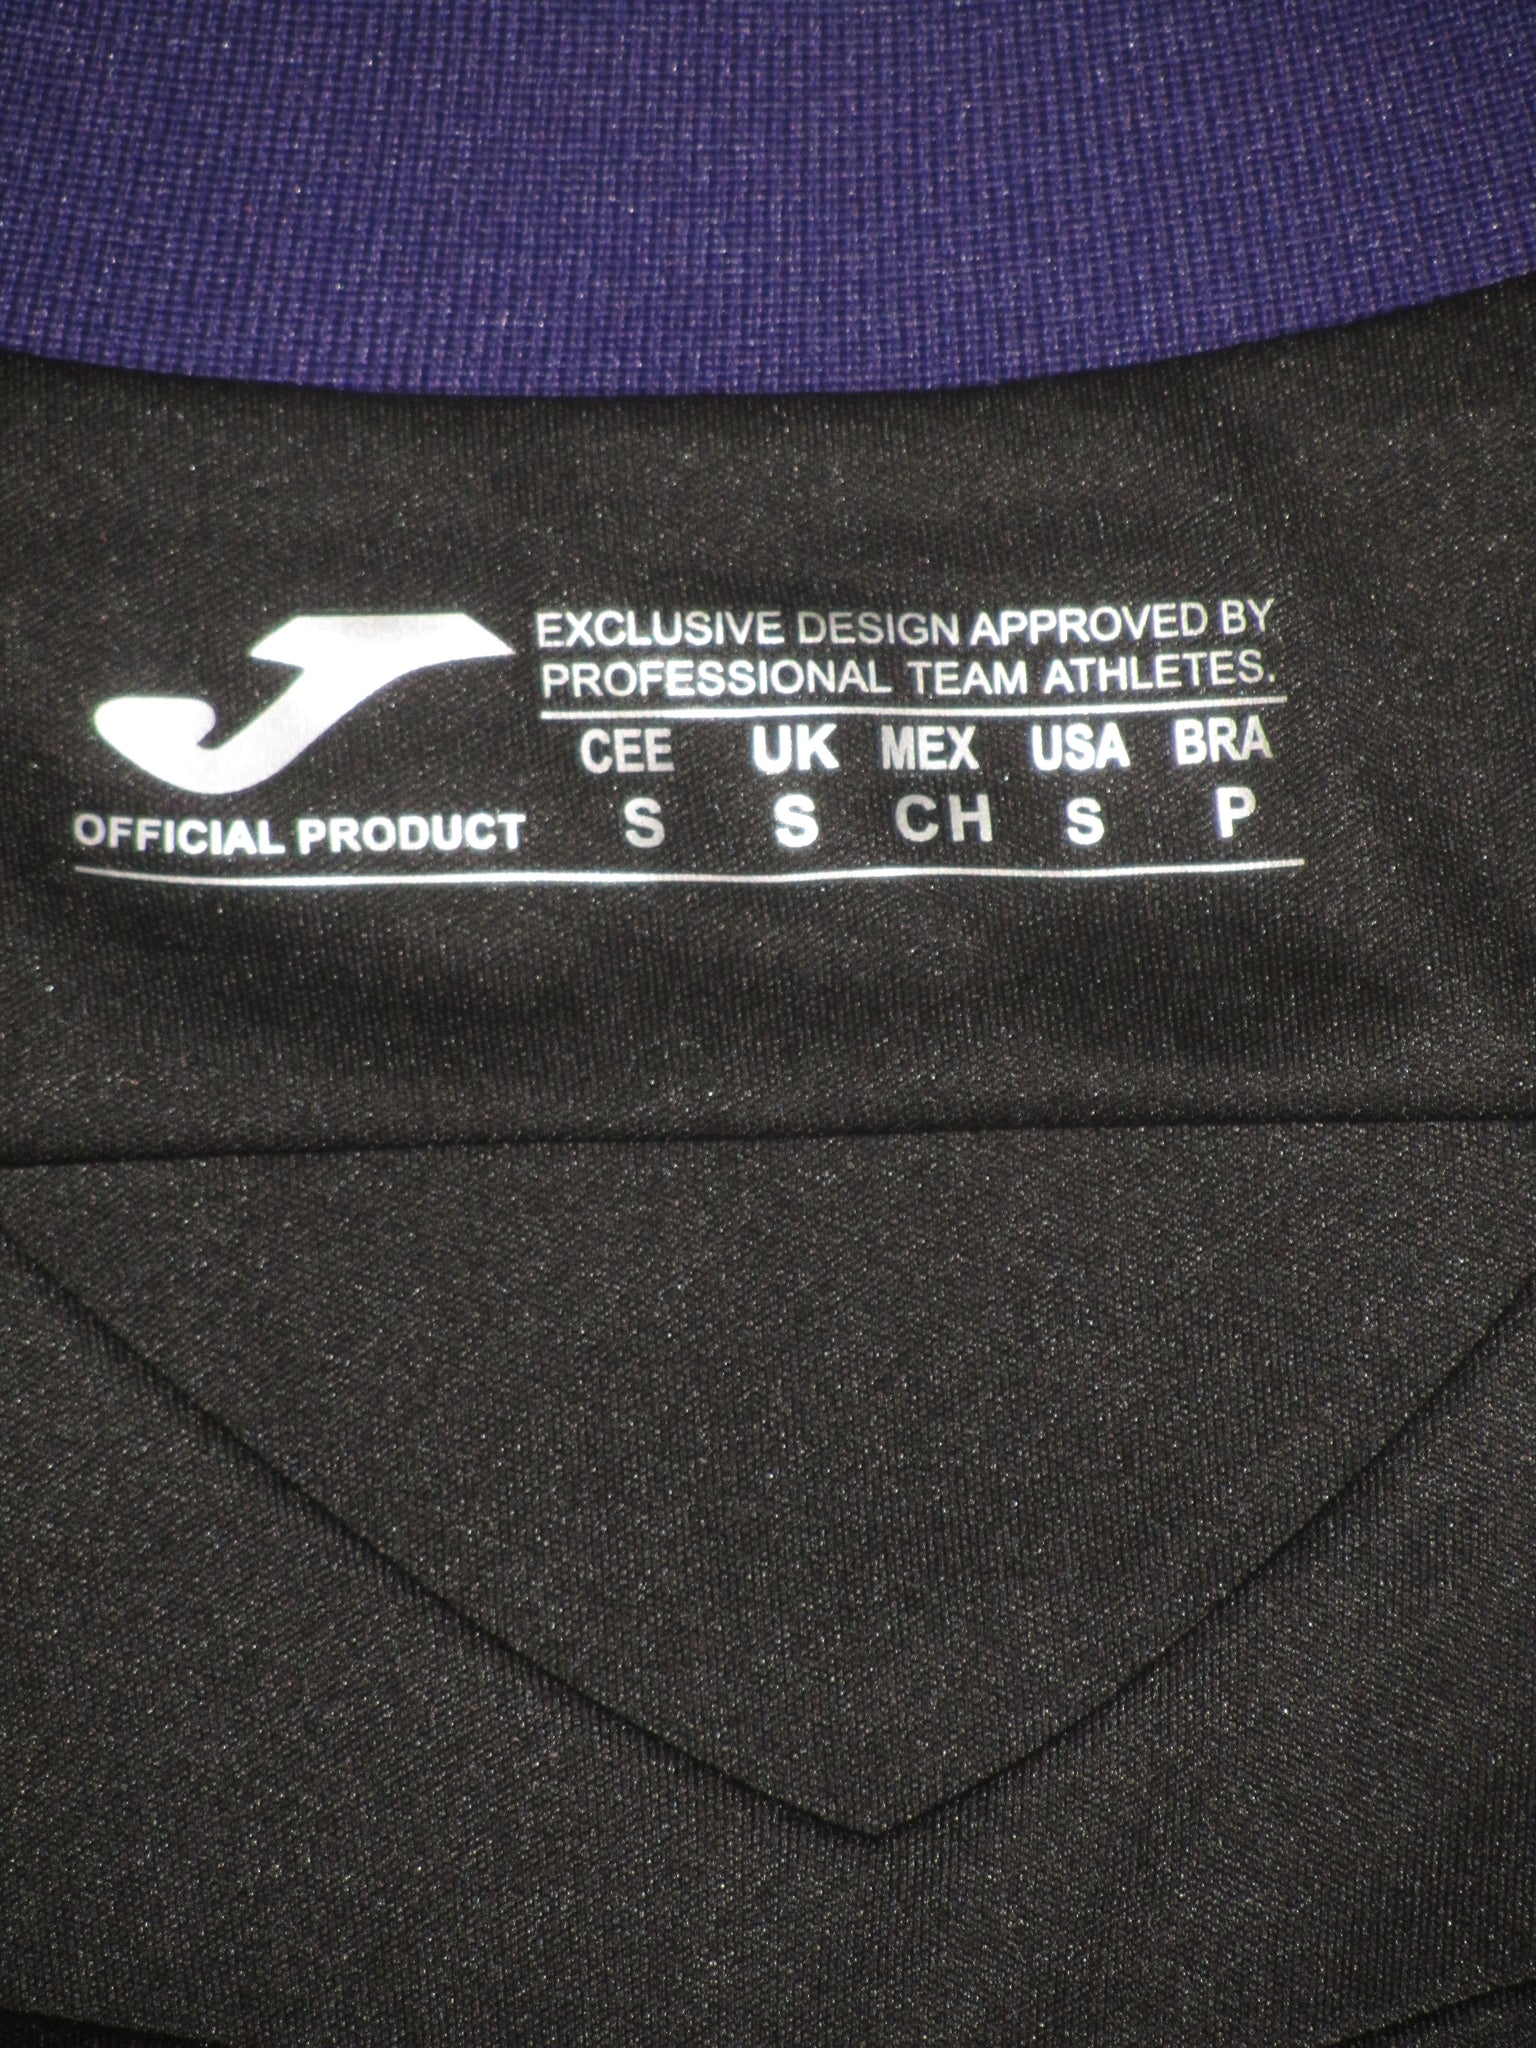 EXCLUSIVE DESIGN APPROVED BY
PROFESSIONAL TEAM ATHLETES.
CEE UK MEX USA BRA
S S CH S P
OFFICIAL PRODUCT